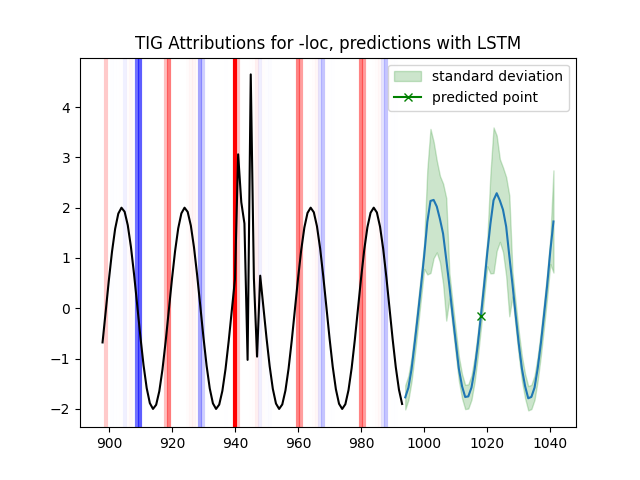 TIG Attributions for -loc, predictions with LSTM
standard deviation
predicted point
4
3
2
1
0
−1
−2
900 920 940 960 980 1000 1020 1040